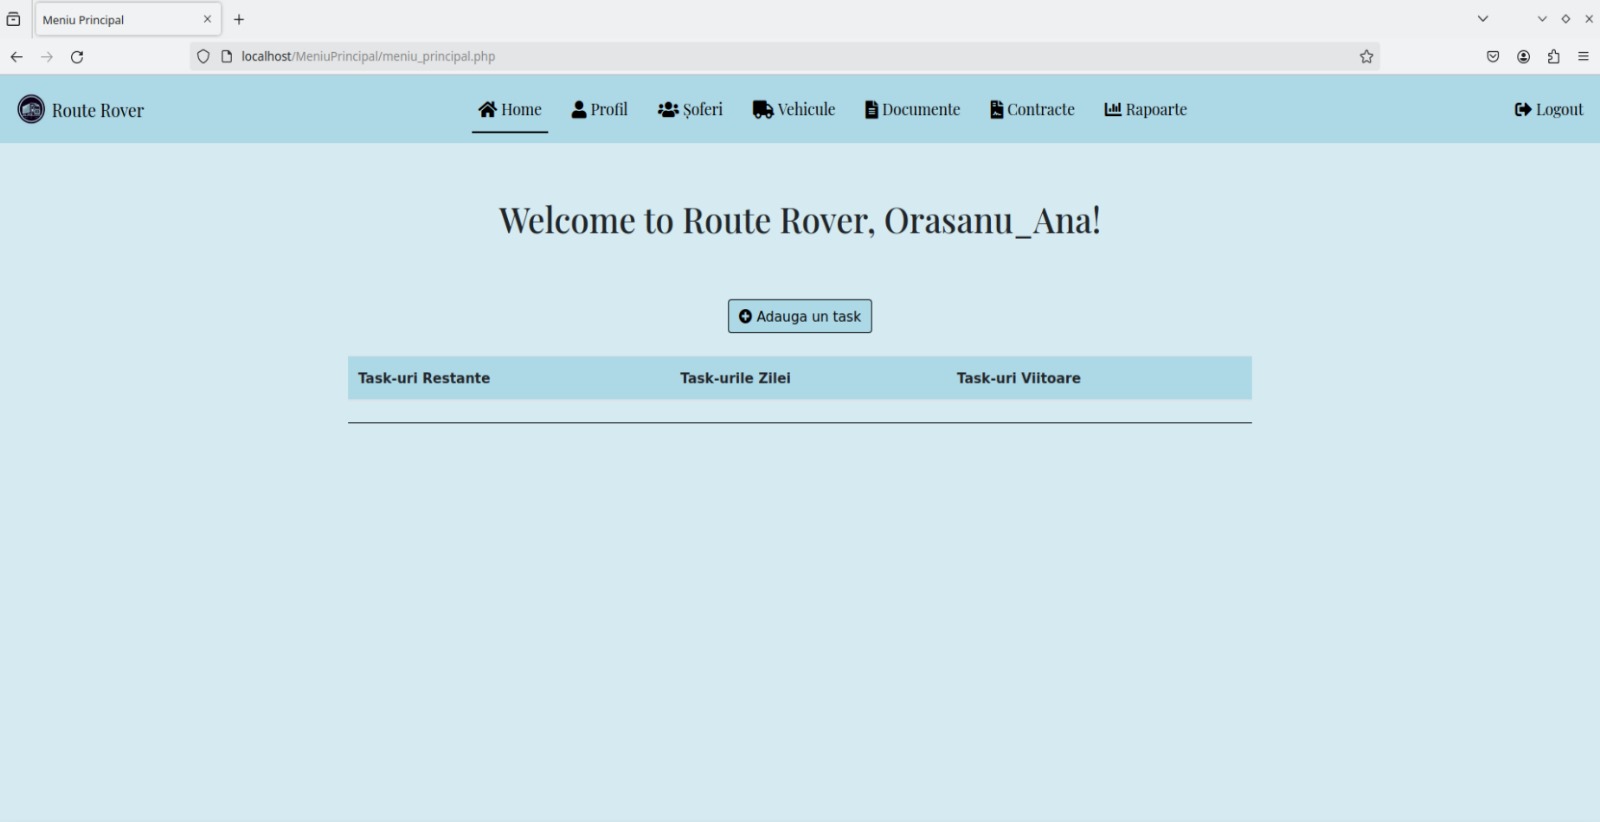 Meniu Principal
localhost/MeniuPrincipal/meniu_principal.php
Route Rover
Home
Profil
Șoferi
Vehicule
Documente
Contracte
Rapoarte
Logout
Welcome to Route Rover, Orasanu_Ana!
Adauga un task
Task-uri Restante
Task-urile Zilei
Task-uri Viitoare